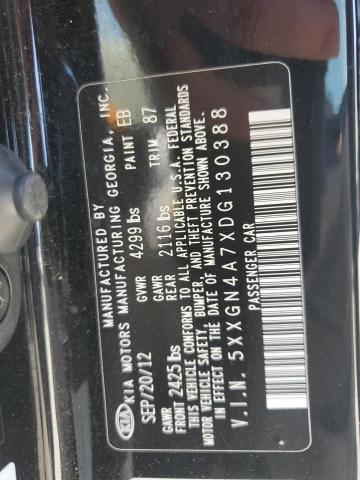 MANUFACTURED BY
KIA KIA MOTORS MANUFACTURING GEORGIA, INC.
SEP/20/12 GVWR 4299 lbs PAINT EB
GAWR FRONT 2425 lbs GAWR REAR 2116 lbs TRIM 87
THIS VEHICLE CONFORMS TO ALL APPLICABLE U.S.A. FEDERAL
MOTOR VEHICLE SAFETY, BUMPER, AND THEFT PREVENTION STANDARDS
IN EFFECT ON THE DATE OF MANUFACTURE SHOWN ABOVE.
V.I.N. 5XXGN4A7XDG130388
PASSENGER CAR